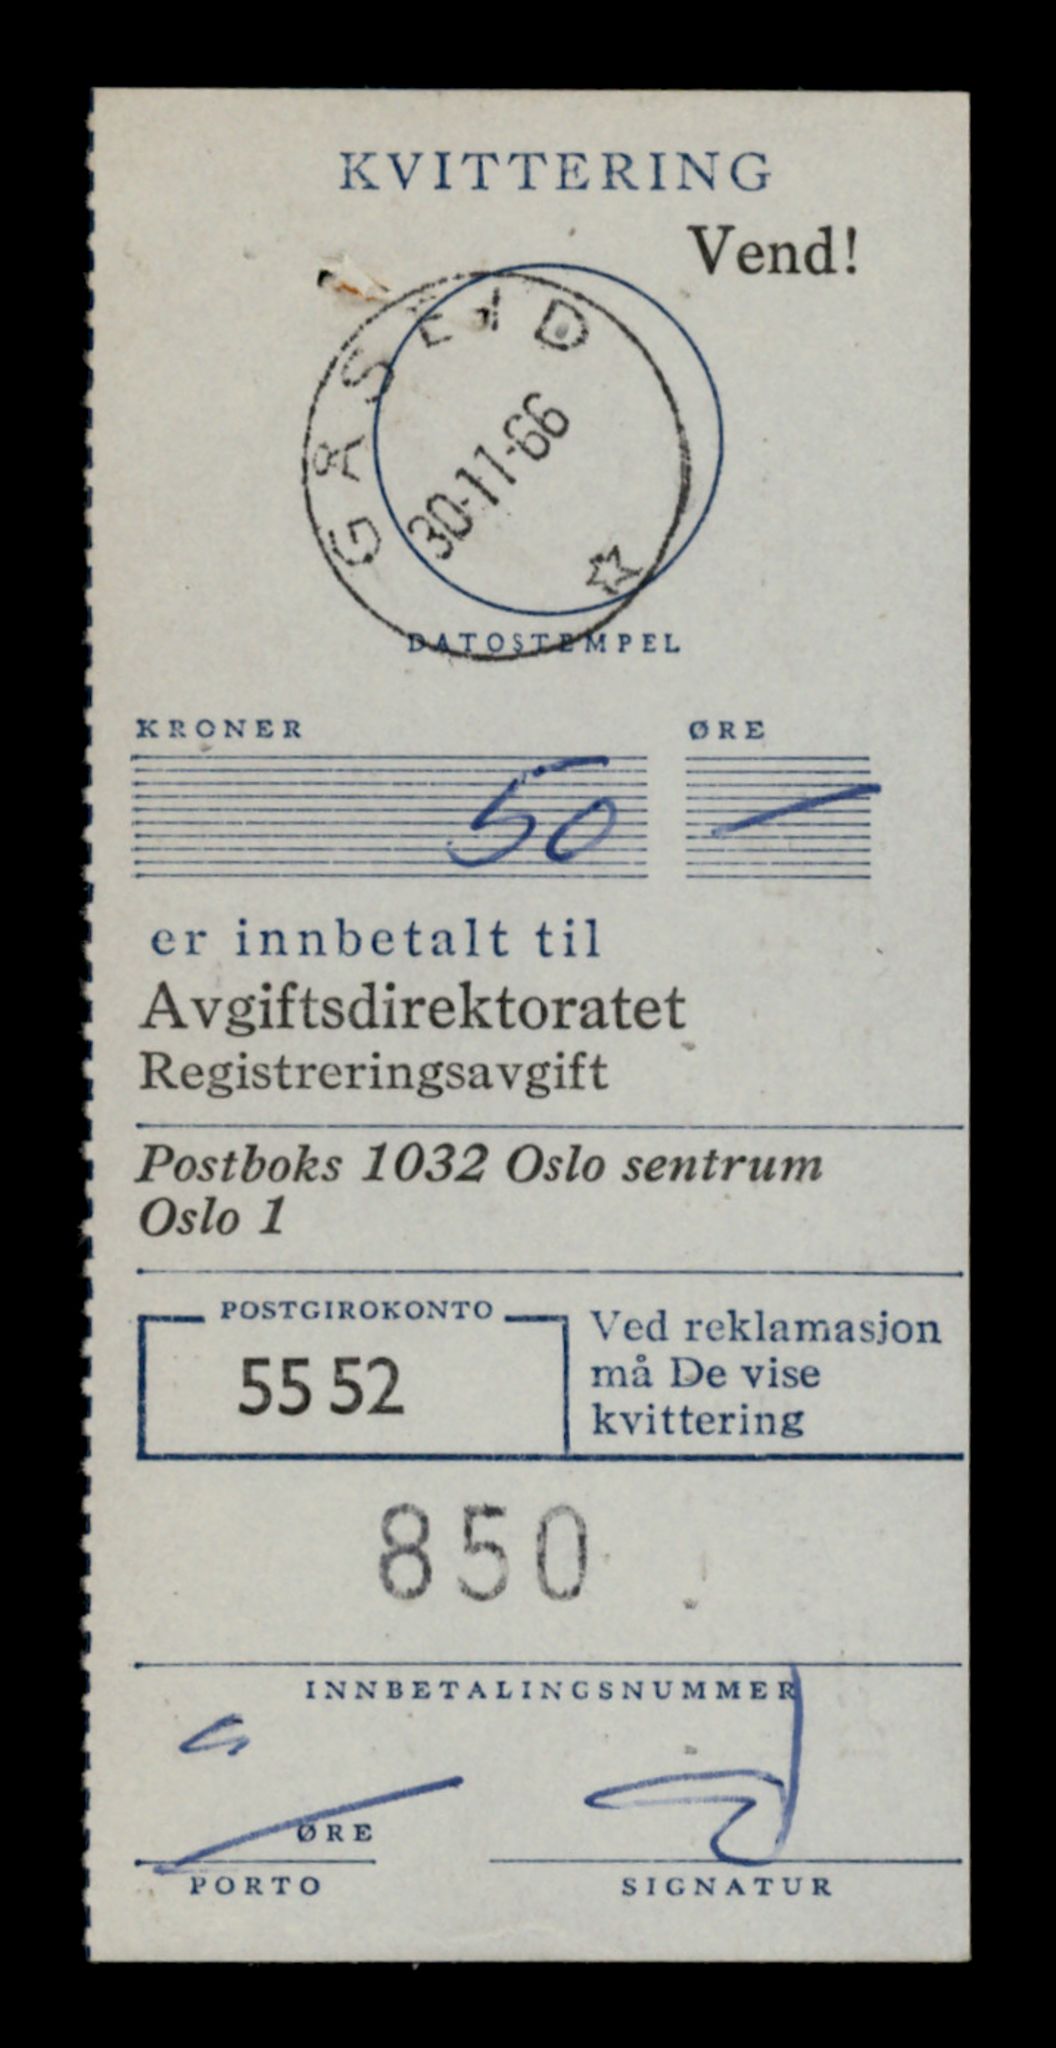 KVITTERING
Vend!
GÅSEYD
30-11-66
DATOSTEMPEL
KRONER ØRE
50 —
er innbetalt til
Avgiftsdirektoratet
Registreringsavgift
Postboks 1032 Oslo sentrum
Oslo 1
POSTGIROKONTO
55 52
Ved reklamasjon
må De vise
kvittering
850
INNBETALINGSNUMMER
ØRE
PORTO SIGNATUR